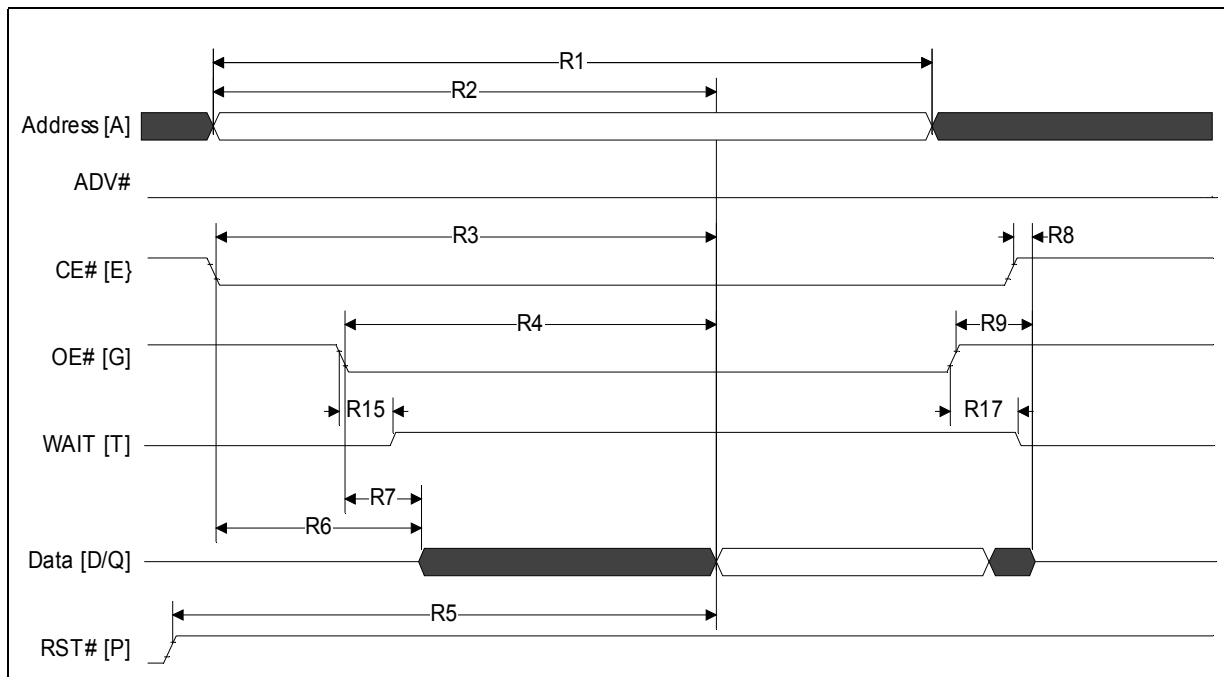 R1
R2
Address [A]
ADV#
R3
R8
CE# [E}
R4
R9
OE# [G]
R15
R17
WAIT [T]
R7
R6
Data [D/Q]
R5
RST# [P]